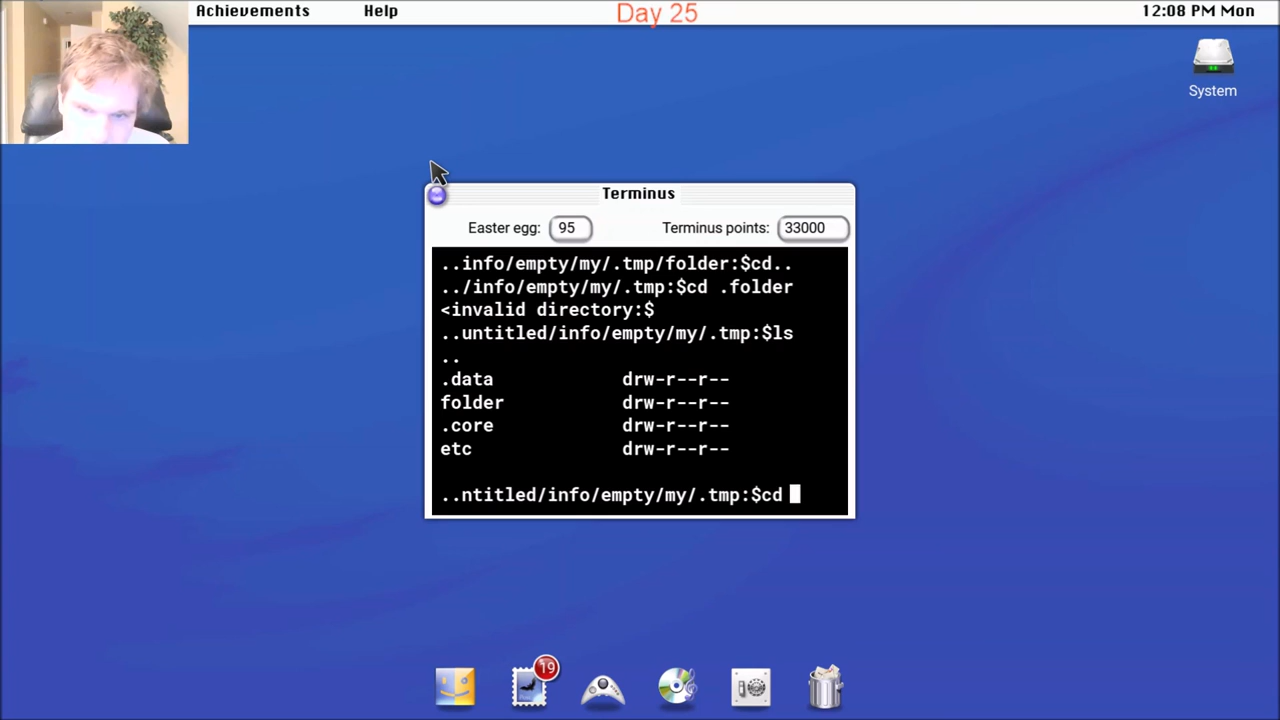 Achievements Help Day 25 12:08 PM Mon
System
Terminus
Easter egg: 95 Terminus points: 33000
..info/empty/my/.tmp/folder:$cd..
../info/empty/my/.tmp:$cd .folder
<invalid directory:$
..untitled/info/empty/my/.tmp:$ls
..
.data drw-r--r--
folder drw-r--r--
.core drw-r--r--
etc drw-r--r--
..ntitled/info/empty/my/.tmp:$cd
19